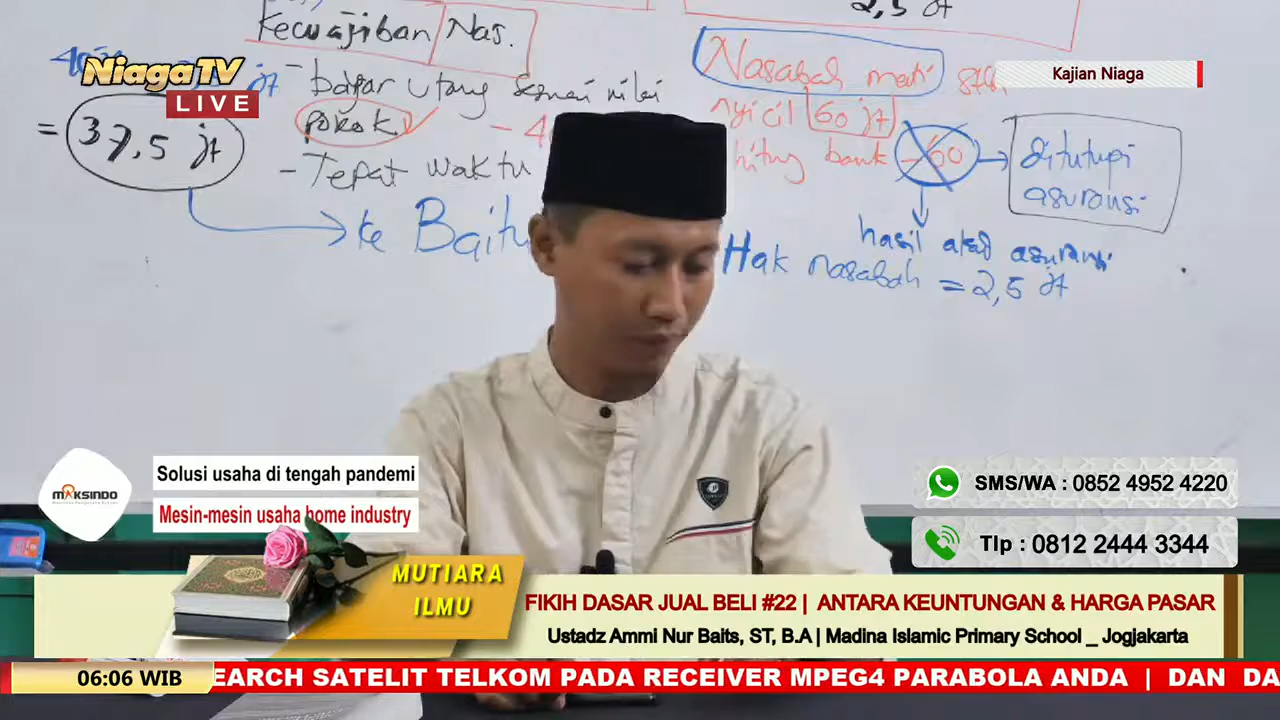 2,5 jt
Kewajiban Nas.
Nasabah mati
NiagaTV
LIVE
Kajian Niaga
- bayar utang sesuai nilai
pokok
nyicil 60 jt
= 37,5 jt
- Tepat waktu
hitung bank
-60
ditutupi
asuransi
ke Baitu
hasil akad asuransi
Hak nasabah = 2,5 jt
MAKSINDO
Solusi usaha di tengah pandemi
Mesin-mesin usaha home industry
SMS/WA : 0852 4952 4220
Tlp : 0812 2444 3344
MUTIARA
ILMU
FIKIH DASAR JUAL BELI #22 | ANTARA KEUNTUNGAN & HARGA PASAR
Ustadz Ammi Nur Baits, ST, B.A | Madina Islamic Primary School _ Jogjakarta
06:06 WIB
EARCH SATELIT TELKOM PADA RECEIVER MPEG4 PARABOLA ANDA | DAN DA